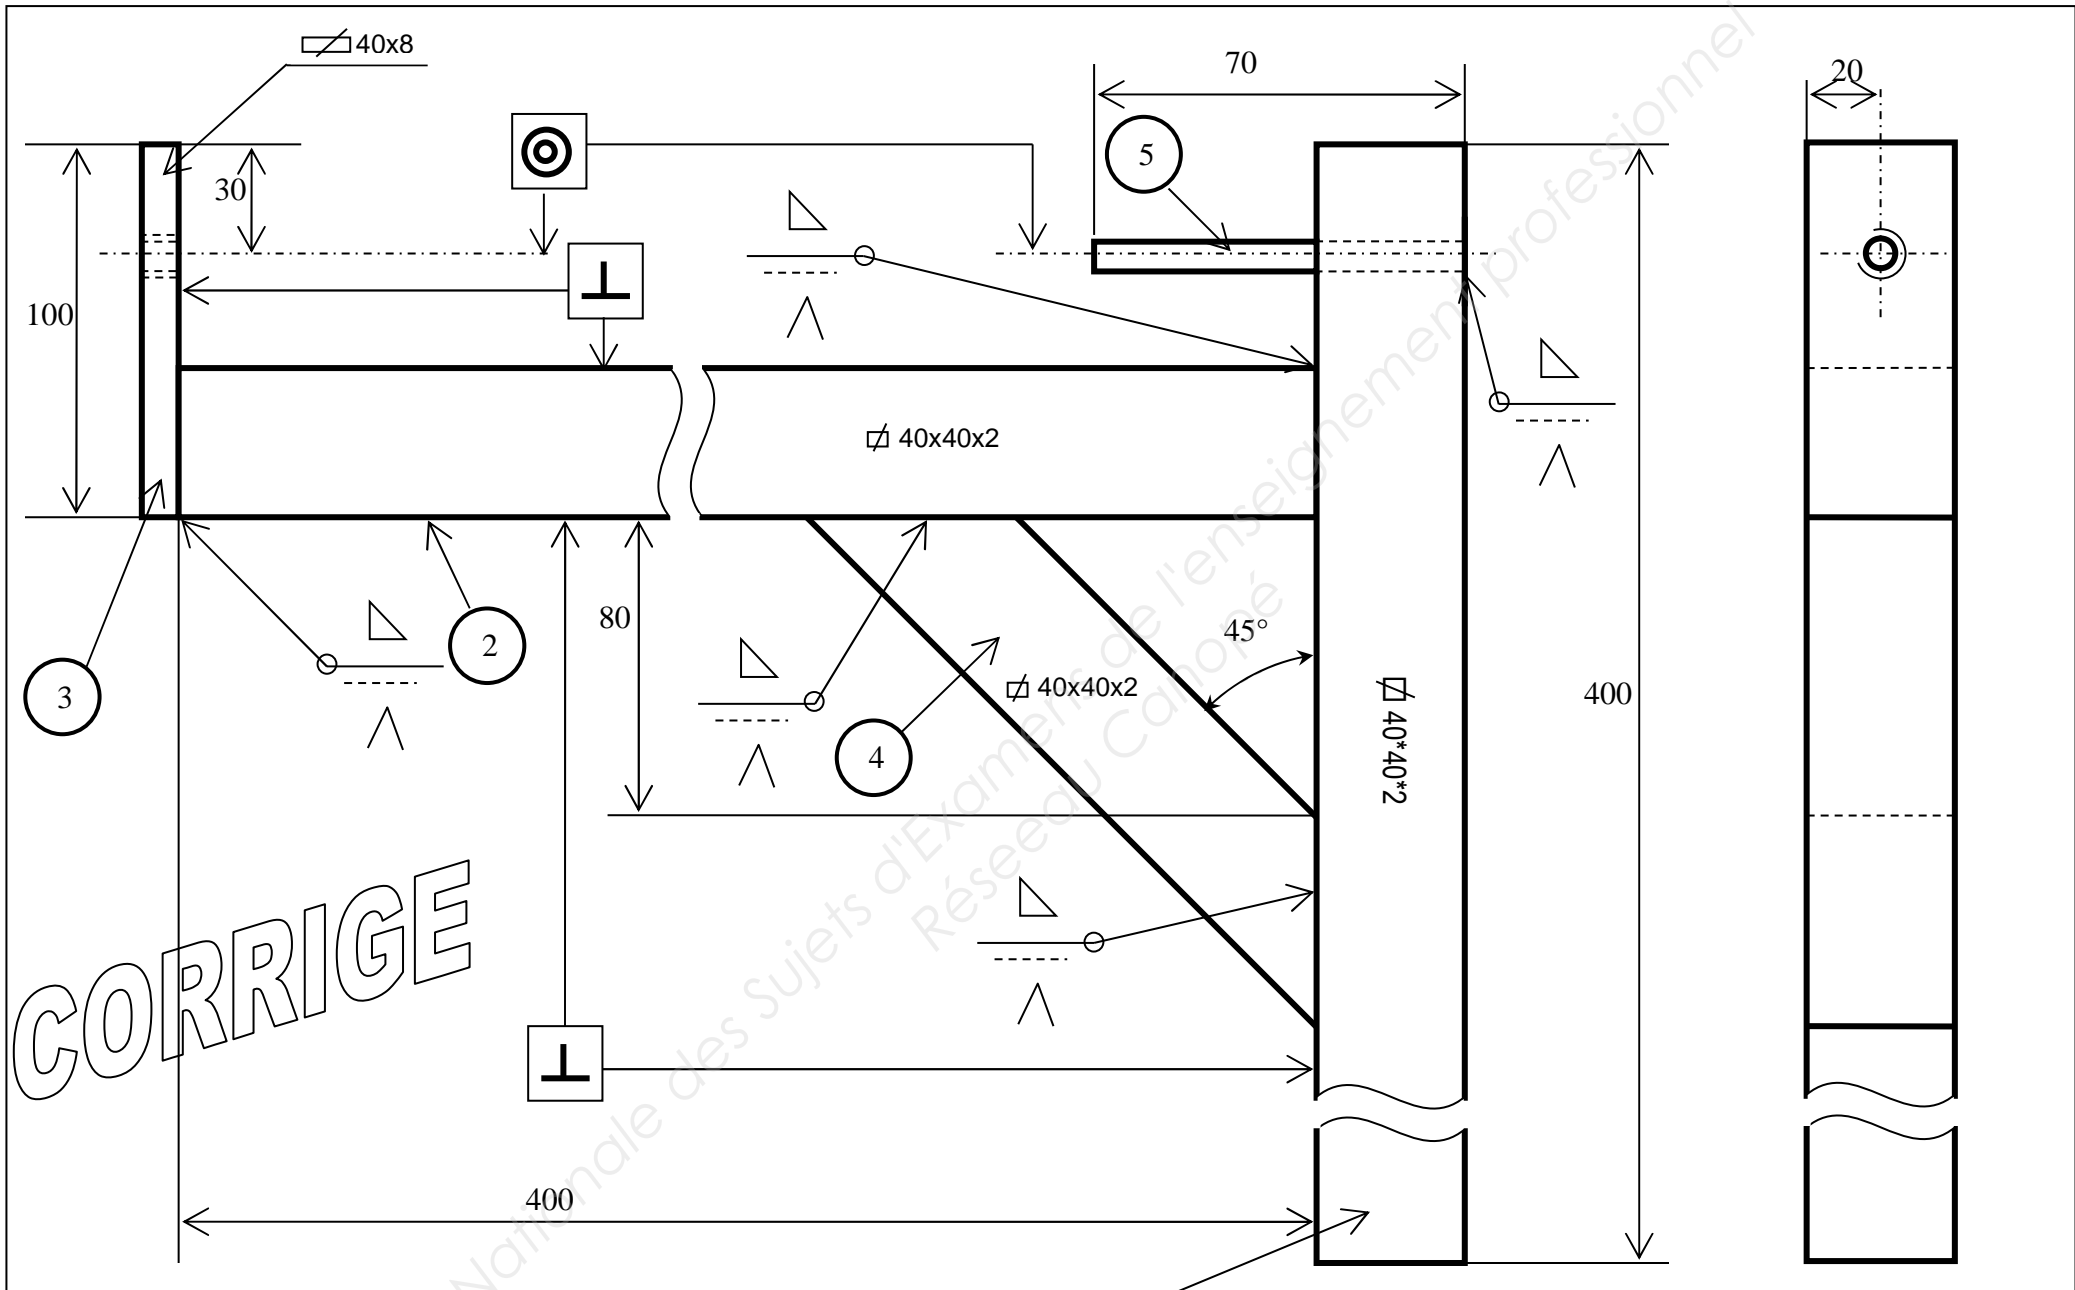 40x8
70
20
5
30
100
40x40x2
3
2
80
45°
4
40x40x2
40*40*2
400
CORRIGE
400
Nationale des Sujets d'Examens de l'enseignement professionnel
Réseau Canopé